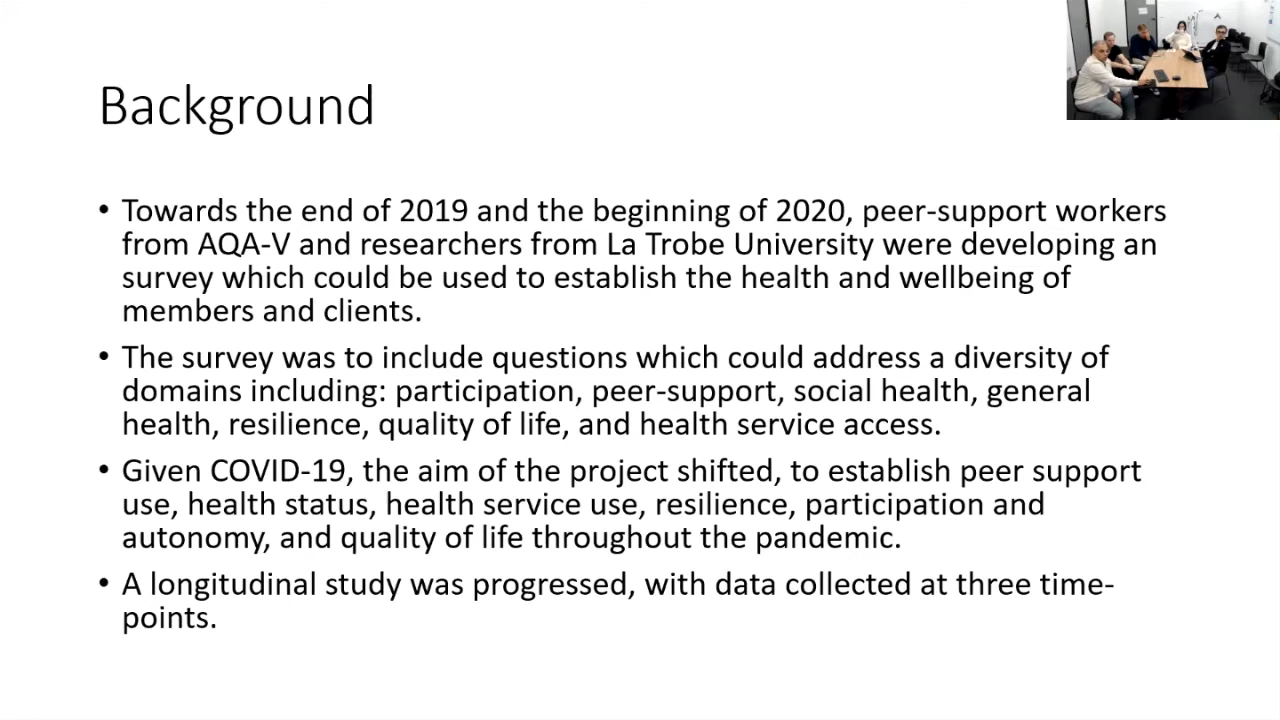 Background
• Towards the end of 2019 and the beginning of 2020, peer-support workers
from AQA-V and researchers from La Trobe University were developing an
survey which could be used to establish the health and wellbeing of
members and clients.
• The survey was to include questions which could address a diversity of
domains including: participation, peer-support, social health, general
health, resilience, quality of life, and health service access.
• Given COVID-19, the aim of the project shifted, to establish peer support
use, health status, health service use, resilience, participation and
autonomy, and quality of life throughout the pandemic.
• A longitudinal study was progressed, with data collected at three time-
points.